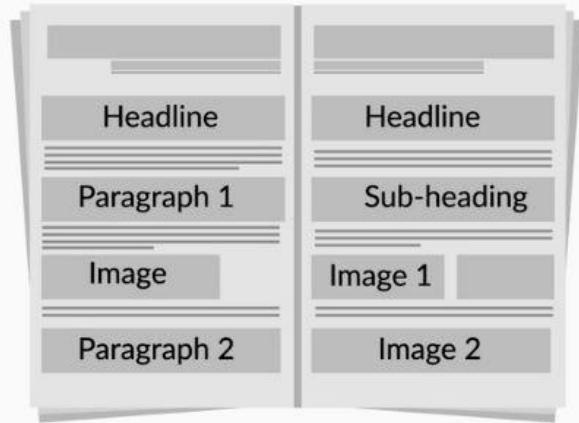 Headline
Paragraph 1
Image
Paragraph 2
Headline
Sub-heading
Image 1
Image 2